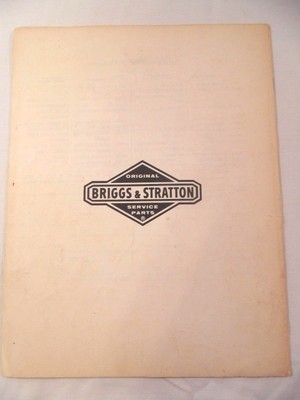 ORIGINAL
BRIGGS & STRATTON
SERVICE
PARTS
®